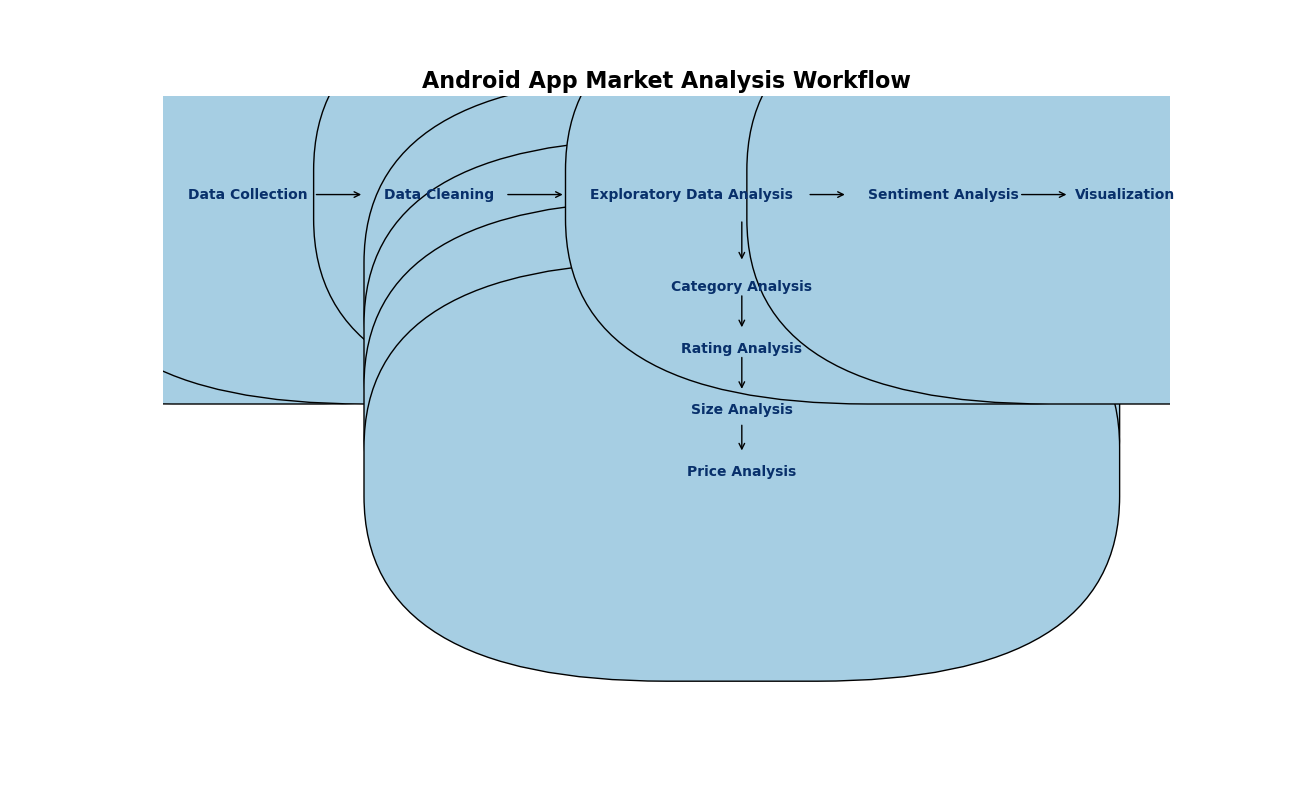 Android App Market Analysis Workflow
Data Collection
Data Cleaning
Exploratory Data Analysis
Sentiment Analysis
Visualization
Category Analysis
Rating Analysis
Size Analysis
Price Analysis